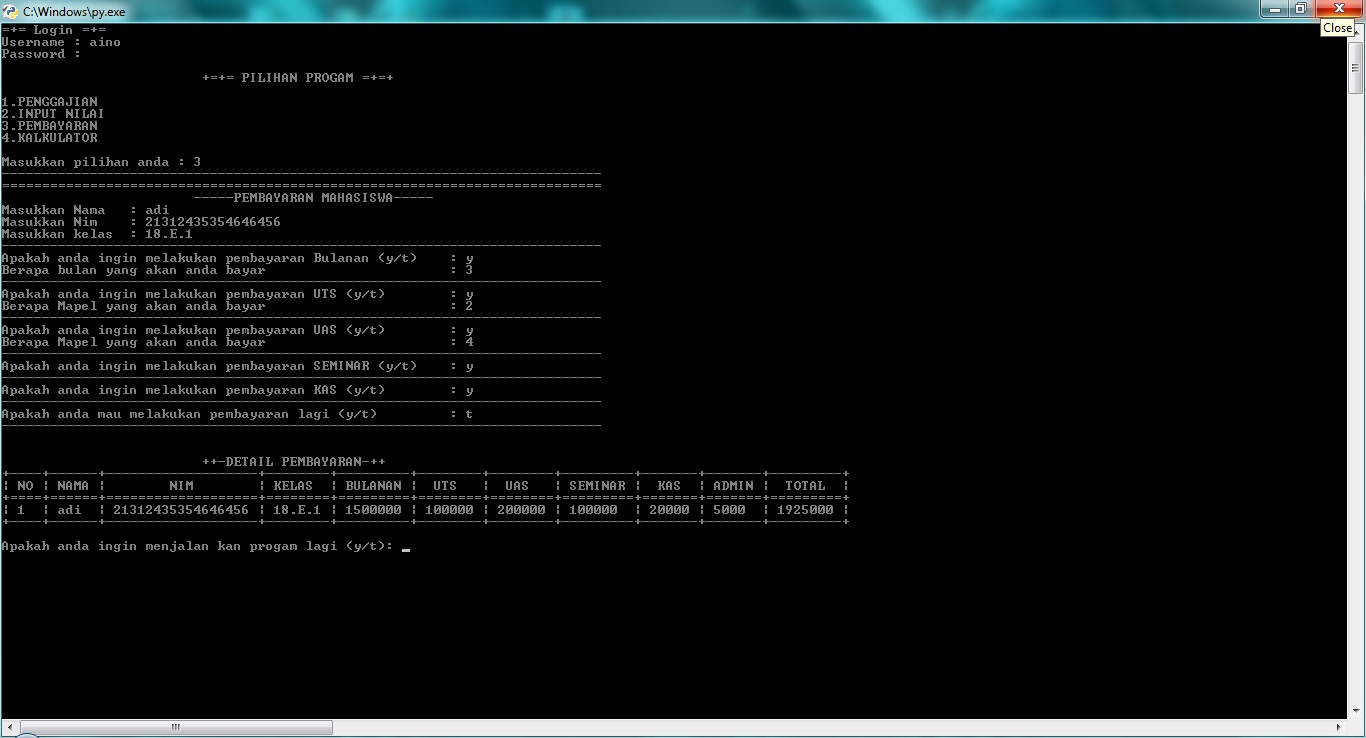 C:\Windows\py.exe
Close
=+= Login =+=
Username : aino
Password :
+=+= PILIHAN PROGAM =+=+
1.PENGGAJIAN
2.INPUT NILAI
3.PEMBAYARAN
4.KALKULATOR
Masukkan pilihan anda : 3
---------------------------------------------------------------------------
===========================================================================
-----PEMBAYARAN MAHASISWA-----
Masukkan Nama   : adi
Masukkan Nim    : 21312435354646456
Masukkan kelas  : 18.E.1
---------------------------------------------------------------------------
Apakah anda ingin melakukan pembayaran Bulanan (y/t)    : y
Berapa bulan yang akan anda bayar                       : 3
---------------------------------------------------------------------------
Apakah anda ingin melakukan pembayaran UTS (y/t)        : y
Berapa Mapel yang akan anda bayar                       : 2
---------------------------------------------------------------------------
Apakah anda ingin melakukan pembayaran UAS (y/t)        : y
Berapa Mapel yang akan anda bayar                       : 4
---------------------------------------------------------------------------
Apakah anda ingin melakukan pembayaran SEMINAR (y/t)    : y
---------------------------------------------------------------------------
Apakah anda ingin melakukan pembayaran KAS (y/t)        : y
---------------------------------------------------------------------------
Apakah anda mau melakukan pembayaran lagi (y/t)         : t
---------------------------------------------------------------------------
++-DETAIL PEMBAYARAN-++
+----+------+-------------------+--------+---------+--------+--------+---------+-------+-------+---------+
¦ NO ¦ NAMA ¦        NIM        ¦ KELAS  ¦ BULANAN ¦  UTS   ¦  UAS   ¦ SEMINAR ¦  KAS  ¦ ADMIN ¦  TOTAL  ¦
+====+======+===================+========+=========+========+========+=========+=======+=======+=========+
¦ 1  ¦ adi  ¦ 21312435354646456 ¦ 18.E.1 ¦ 1500000 ¦ 100000 ¦ 200000 ¦ 100000  ¦ 20000 ¦ 5000  ¦ 1925000 ¦
+----+------+-------------------+--------+---------+--------+--------+---------+-------+-------+---------+
Apakah anda ingin menjalan kan progam lagi (y/t): _